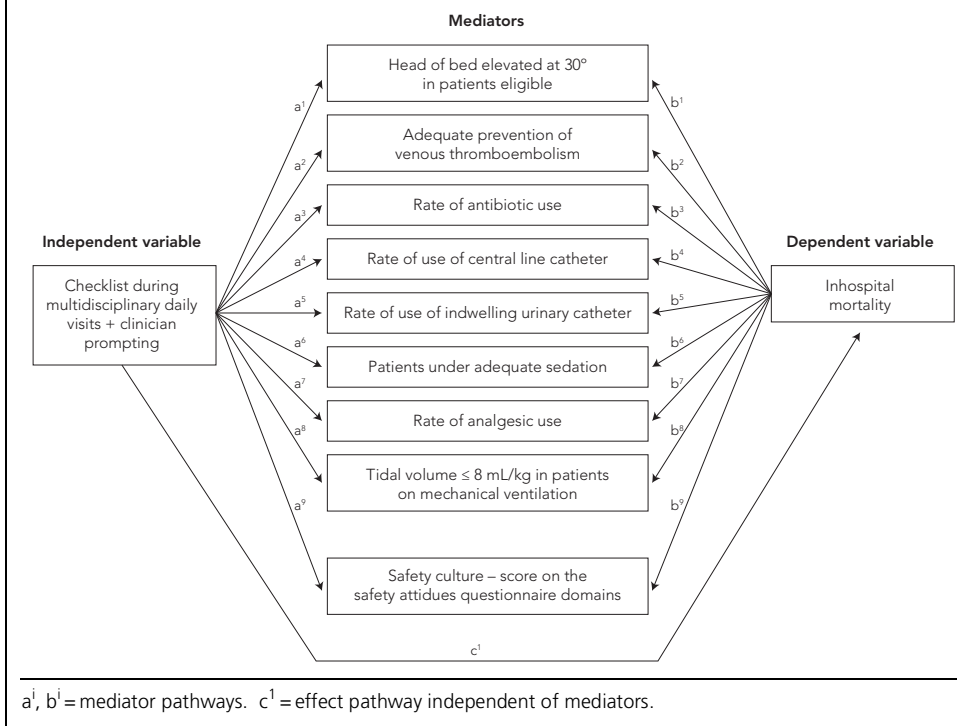 Mediators
Head of bed elevated at 30º
in patients eligible
a¹
b¹
Adequate prevention of
venous thromboembolism
a²
b²
Rate of antibiotic use
a³
b³
Independent variable
Dependent variable
Checklist during
multidisciplinary daily
visits + clinician
prompting
Rate of use of central line catheter
a⁴
b⁴
Inhospital
mortality
Rate of use of indwelling urinary catheter
a⁵
b⁵
Patients under adequate sedation
a⁶
b⁶
Rate of analgesic use
a⁷
b⁷
Tidal volume ≤ 8 mL/kg in patients
on mechanical ventilation
a⁸
b⁸
Safety culture – score on the
safety attidues questionnaire domains
a⁹
b⁹
c¹
aⁱ, bⁱ = mediator pathways. c¹ = effect pathway independent of mediators.